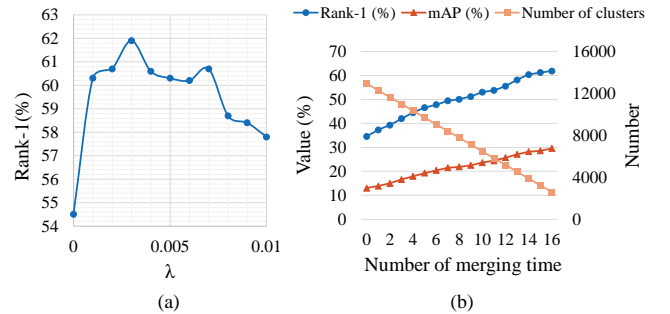 Rank-1 (%) mAP (%) Number of clusters
63
62
61
60
59
58
57
56
55
54
Rank-1(%)
0 0.005 0.01
λ
(a)
70
60
50
40
30
20
10
0
Value (%)
16000
12000
8000
4000
0
Number
0 2 4 6 8 10 12 14 16
Number of merging time
(b)